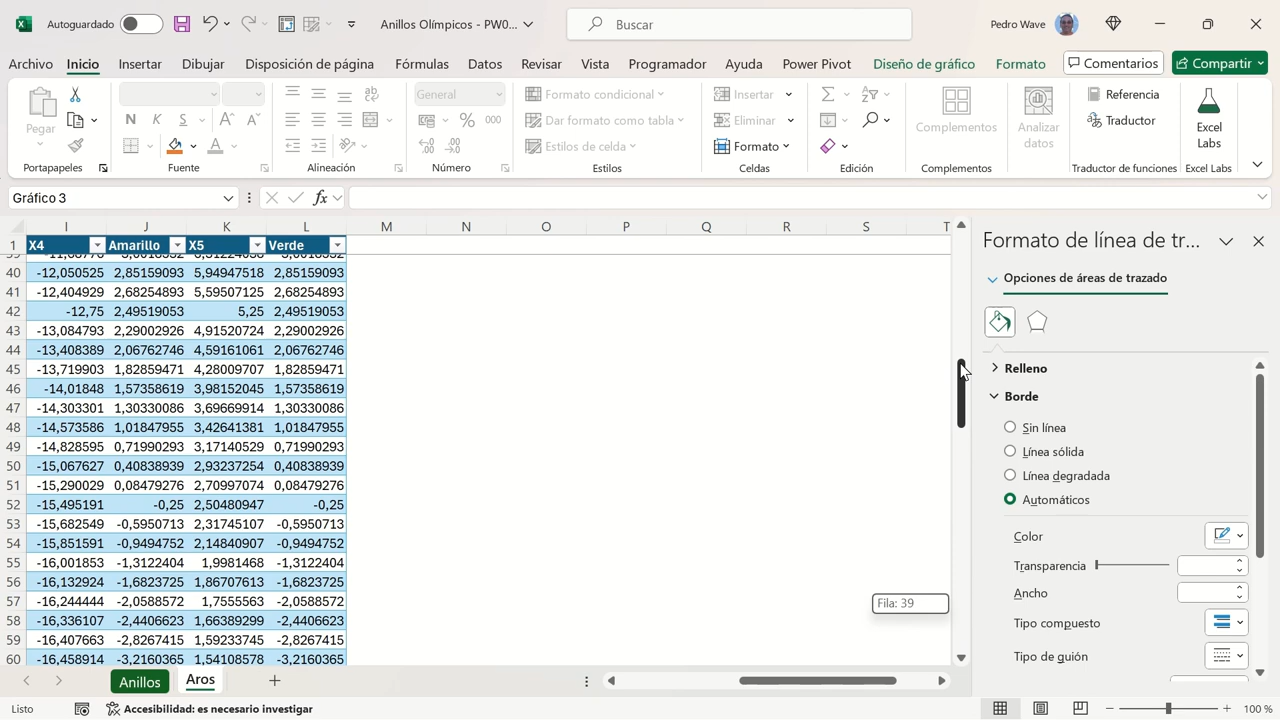 Autoguardado
Anillos Olímpicos - PW0...
Buscar
Pedro Wave
Archivo Inicio Insertar Dibujar Disposición de página Fórmulas Datos Revisar Vista Programador Ayuda Power Pivot Diseño de gráfico Formato Comentarios Compartir
Pegar
Portapapeles
N K S A A
Fuente
ab
Alineación
General
% 000
Número
Formato condicional
Dar formato como tabla
Estilos de celda
Estilos
Insertar
Eliminar
Formato
Celdas
Edición
Complementos
Complementos
Analizar
datos
Referencia
Traductor
Traductor de funciones
Excel
Labs
Excel Labs
Gráfico 3
fx
I J K L M N O P Q R S T
1 X4 Amarillo X5 Verde
40 -12,050525 2,85159093 5,94947518 2,85159093
41 -12,404929 2,68254893 5,59507125 2,68254893
42 -12,75 2,49519053 5,25 2,49519053
43 -13,084793 2,29002926 4,91520724 2,29002926
44 -13,408389 2,06762746 4,59161061 2,06762746
45 -13,719903 1,82859471 4,28009707 1,82859471
46 -14,01848 1,57358619 3,98152045 1,57358619
47 -14,303301 1,30330086 3,69669914 1,30330086
48 -14,573586 1,01847955 3,42641381 1,01847955
49 -14,828595 0,71990293 3,17140529 0,71990293
50 -15,067627 0,40838939 2,93237254 0,40838939
51 -15,290029 0,08479276 2,70997074 0,08479276
52 -15,495191 -0,25 2,50480947 -0,25
53 -15,682549 -0,5950713 2,31745107 -0,5950713
54 -15,851591 -0,9494752 2,14840907 -0,9494752
55 -16,001853 -1,3122404 1,9981468 -1,3122404
56 -16,132924 -1,6823725 1,86707613 -1,6823725
57 -16,244444 -2,0588572 1,7555563 -2,0588572
58 -16,336107 -2,4406623 1,66389299 -2,4406623
59 -16,407663 -2,8267415 1,59233745 -2,8267415
60 -16,458914 -3,2160365 1,54108578 -3,2160365
Fila: 39
Formato de línea de tr...
Opciones de áreas de trazado
Relleno
Borde
Sin línea
Línea sólida
Línea degradada
Automáticos
Color
Transparencia
Ancho
Tipo compuesto
Tipo de guión
Anillos Aros
Listo
Accesibilidad: es necesario investigar
100 %